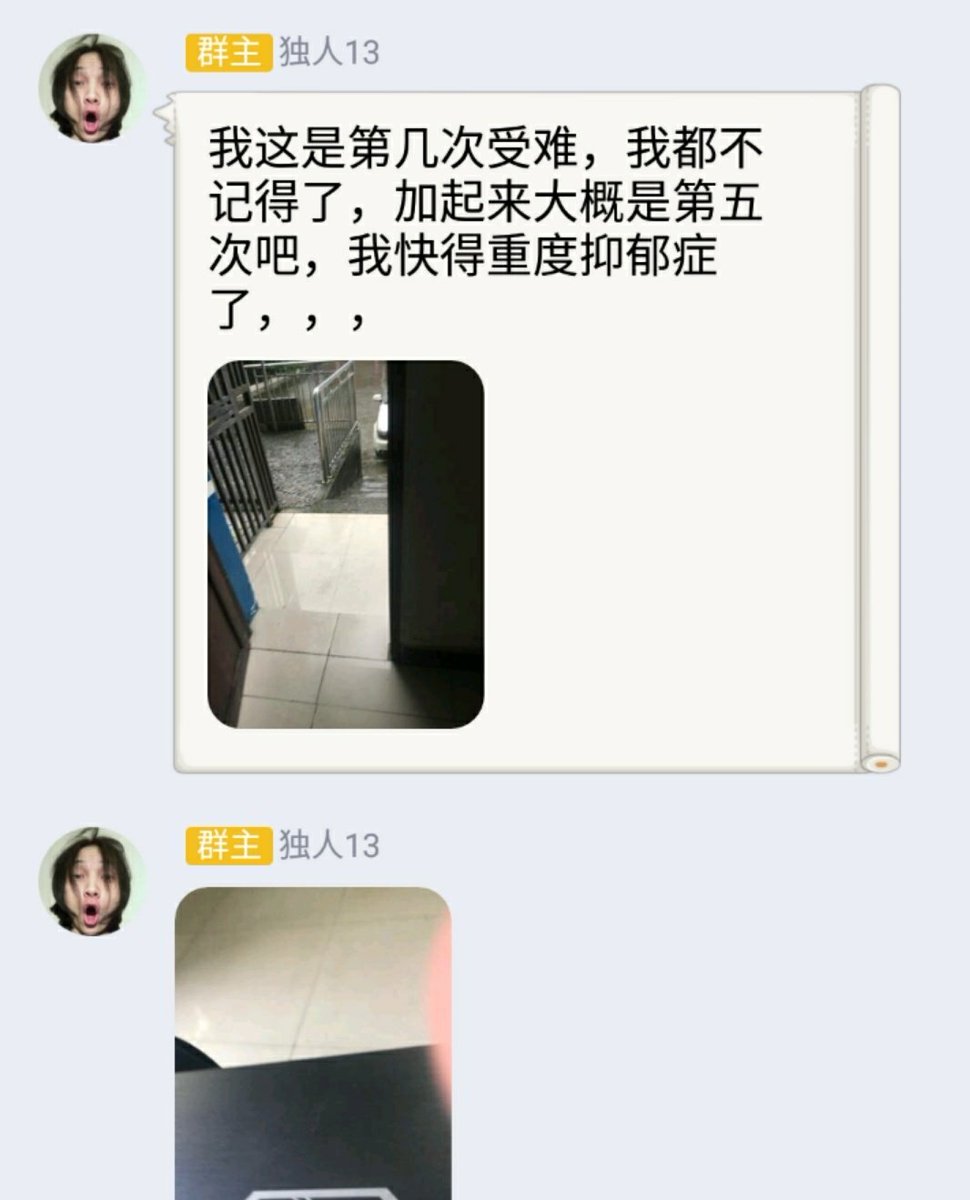 群主 独人13
我这是第几次受难，我都不
记得了，加起来大概是第五
次吧，我快得重度抑郁症
了，，，
群主 独人13